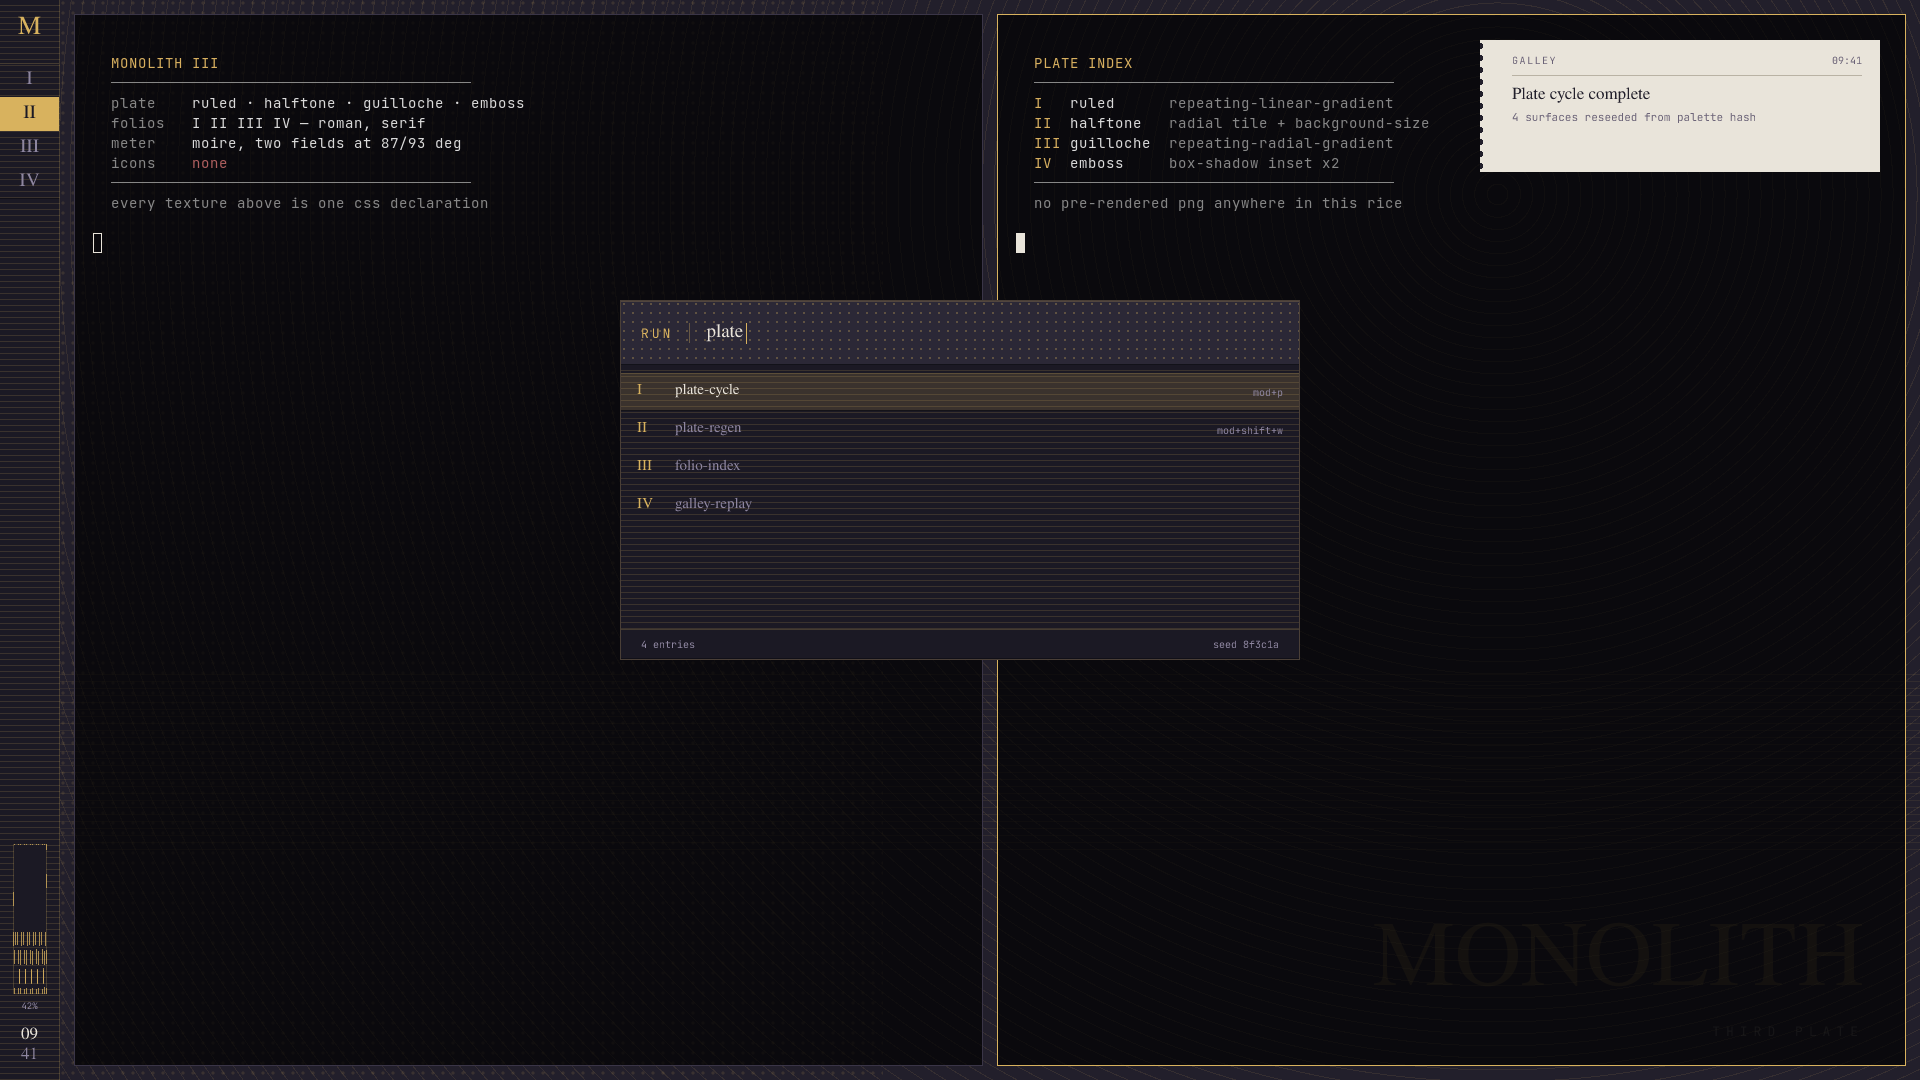 M
I
II
III
IV
42%
09
41
MONOLITH III
plate ruled · halftone · guilloche · emboss
folios I II III IV — roman, serif
meter moire, two fields at 87/93 deg
icons none
every texture above is one css declaration
PLATE INDEX
I ruled repeating-linear-gradient
II halftone radial tile + background-size
III guilloche repeating-radial-gradient
IV emboss box-shadow inset x2
no pre-rendered png anywhere in this rice
GALLEY 09:41
Plate cycle complete
4 surfaces reseeded from palette hash
RUN plate
I plate-cycle mod+p
II plate-regen mod+shift+w
III folio-index
IV galley-replay
4 entries seed 8f3c1a
MONOLITH
THIRD PLATE